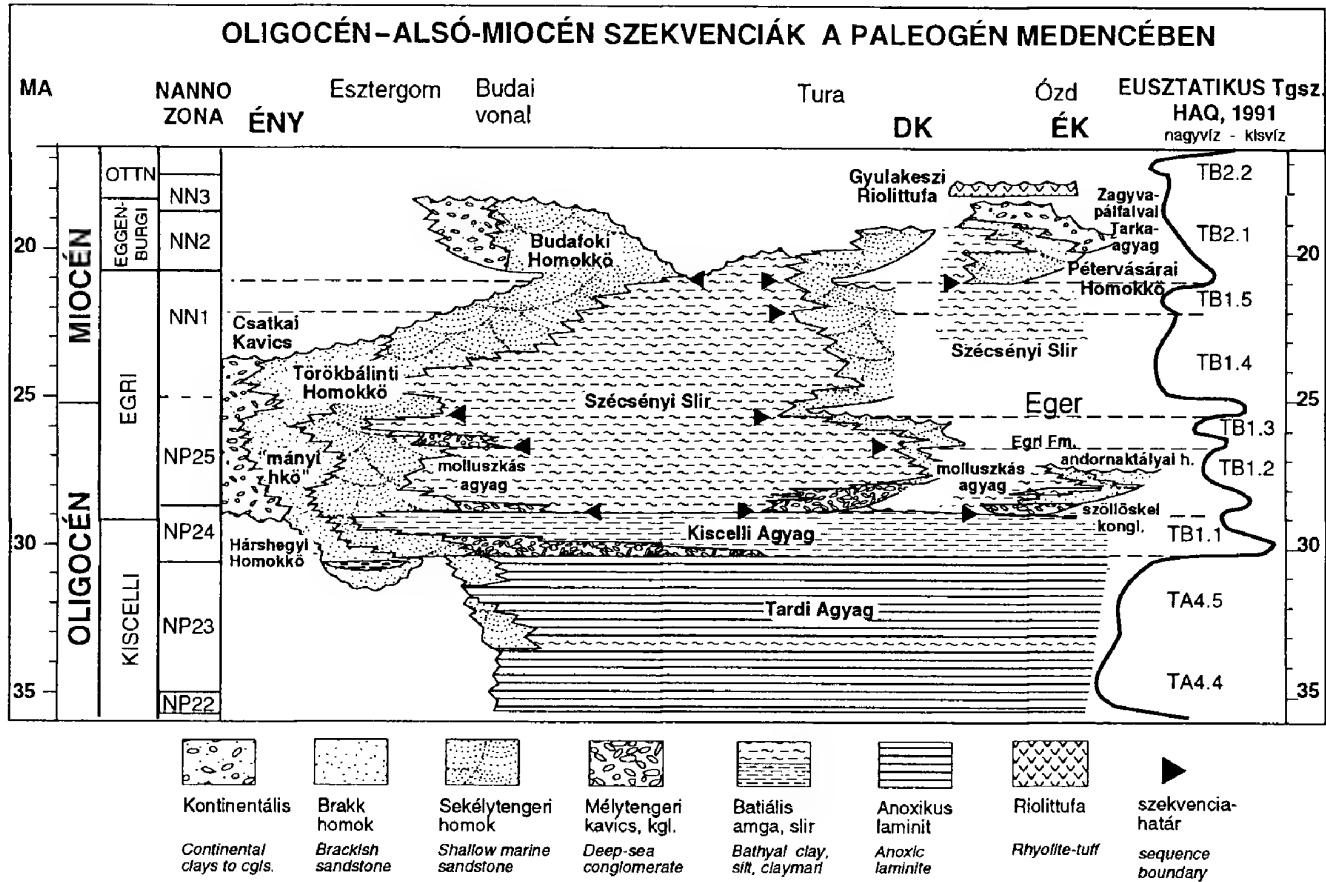 OLIGOCÉN–ALSÓ-MIOCÉN SZEKVENCIÁK A PALEOGÉN MEDENCÉBEN
MA
NANNO
ZONA
ÉNY
Esztergom
Budai
vonal
Tura
DK
Ózd
ÉK
EUSZTATIKUS Tgsz.
HAQ, 1991
nagyvíz - kisvíz
20
25
30
35
MIOCÉN
OLIGOCÉN
OTTN
EGGEN-
BURGI
EGRI
KISCELLI
NN3
NN2
NN1
NP25
NP24
NP23
NP22
Gyulakeszi
Riolittufa
Zagyva-
pálfalvai
Tarka-
agyag
Budafoki
Homokkö
Pétervásárai
Homokkö
Csatkai
Kavics
Törökbálinti
Homokkö
Szécsényi Slir
Szécsényi Slir
Eger
Egri Fm.
andornaktályai h.
"mányi
hkö"
molluszkás
agyag
molluszkás
agyag
szöllöskei
kongl.
Kiscelli Agyag
Hárshegyi
Homokkö
Tardi Agyag
TB2.2
TB2.1
TB1.5
TB1.4
TB1.3
TB1.2
TB1.1
TA4.5
TA4.4
20
25
30
35
Kontinentális
Continental
clays to cgls.
Brakk
homok
Brackish
sandstone
Sekélytengeri
homok
Shallow marine
sandstone
Mélytengeri
kavics, kgl.
Deep-sea
conglomerate
Batiális
amga, slir
Bathyal clay,
silt, claymarl
Anoxikus
laminit
Anoxic
laminite
Riolittufa
Rhyolite-tuff
szekvencia-
határ
sequence
boundary